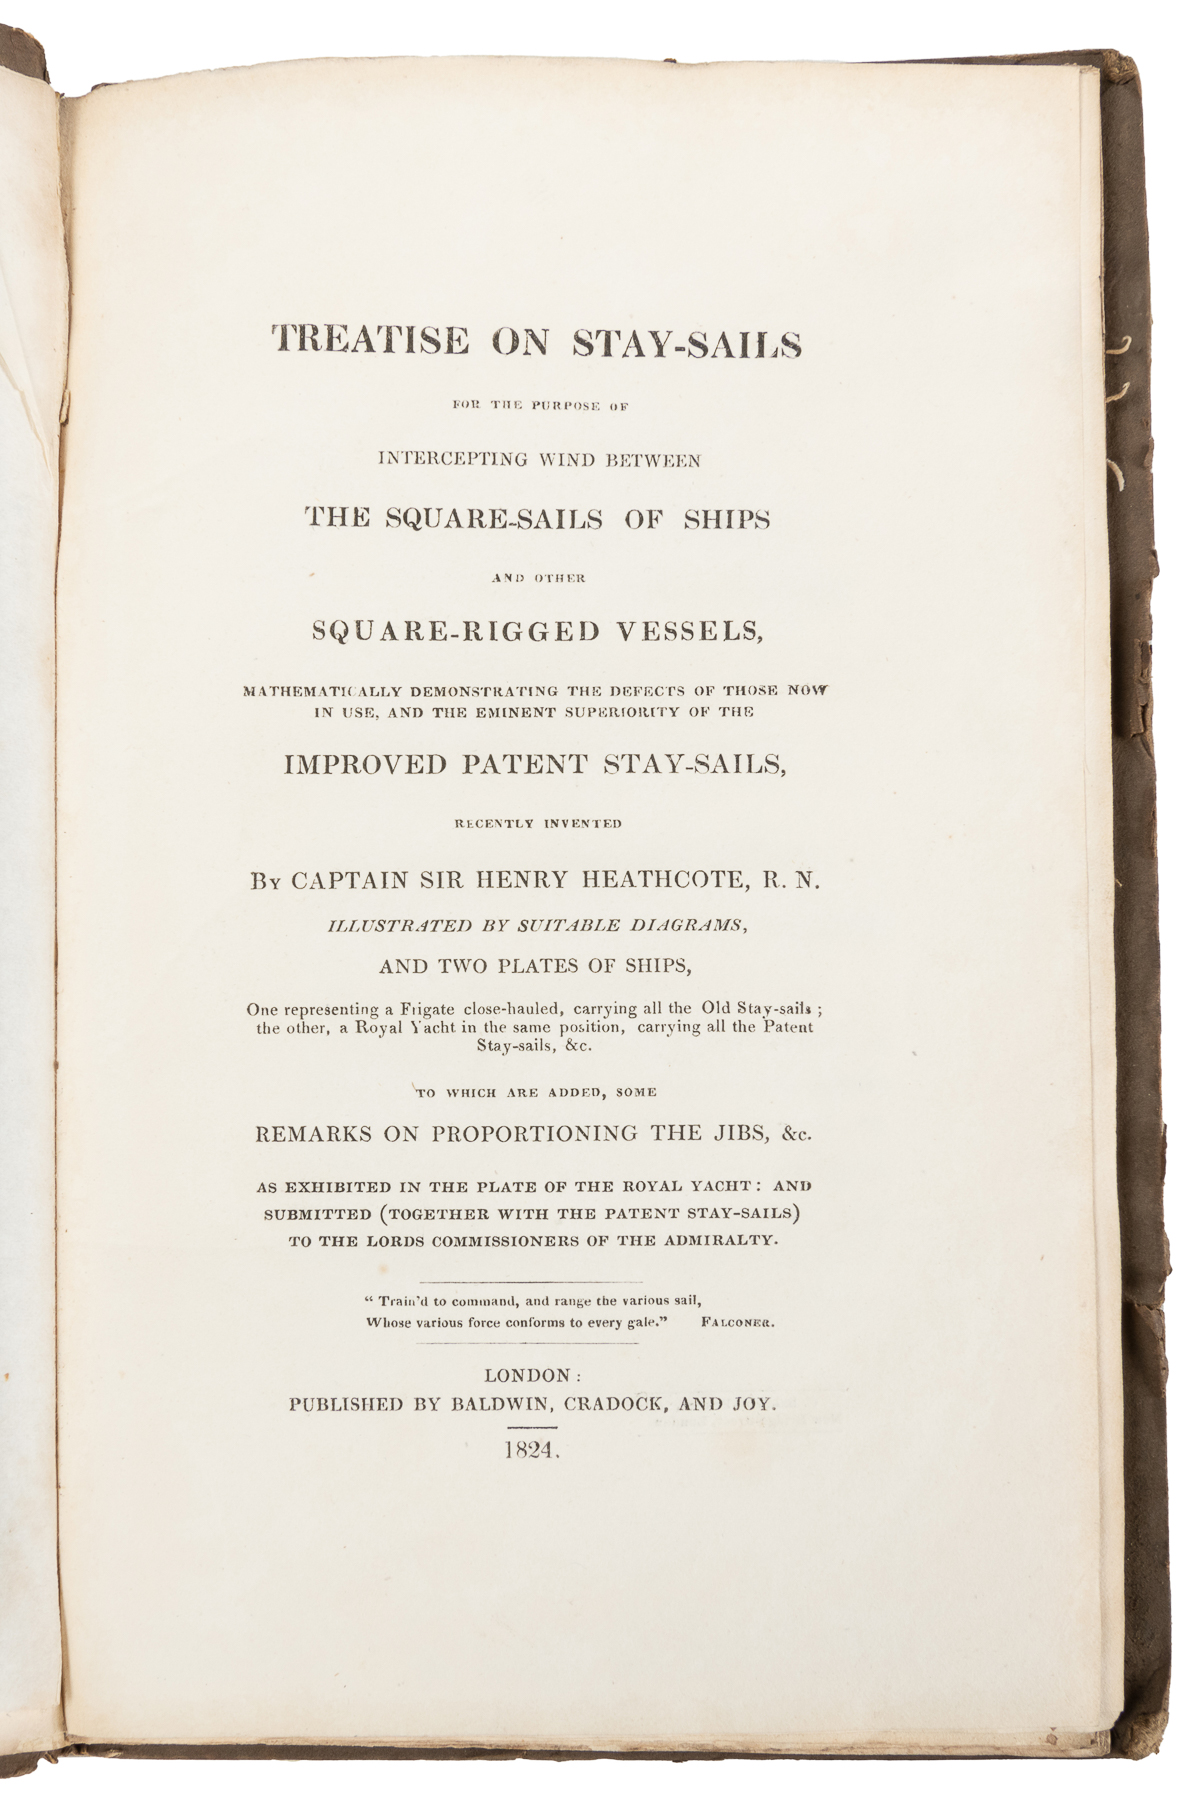 TREATISE ON STAY-SAILS
FOR THE PURPOSE OF
INTERCEPTING WIND BETWEEN
THE SQUARE-SAILS OF SHIPS
AND OTHER
SQUARE-RIGGED VESSELS,
MATHEMATICALLY DEMONSTRATING THE DEFECTS OF THOSE NOW
IN USE, AND THE EMINENT SUPERIORITY OF THE
IMPROVED PATENT STAY-SAILS,
RECENTLY INVENTED
BY CAPTAIN SIR HENRY HEATHCOTE, R. N.
ILLUSTRATED BY SUITABLE DIAGRAMS,
AND TWO PLATES OF SHIPS,
One representing a Frigate close-hauled, carrying all the Old Stay-sails ;
the other, a Royal Yacht in the same position, carrying all the Patent
Stay-sails, &c.
TO WHICH ARE ADDED, SOME
REMARKS ON PROPORTIONING THE JIBS, &c.
AS EXHIBITED IN THE PLATE OF THE ROYAL YACHT: AND
SUBMITTED (TOGETHER WITH THE PATENT STAY-SAILS)
TO THE LORDS COMMISSIONERS OF THE ADMIRALTY.
“ Train'd to command, and range the various sail,
Whose various force conforms to every gale.” FALCONER.
LONDON:
PUBLISHED BY BALDWIN, CRADOCK, AND JOY.
1824.